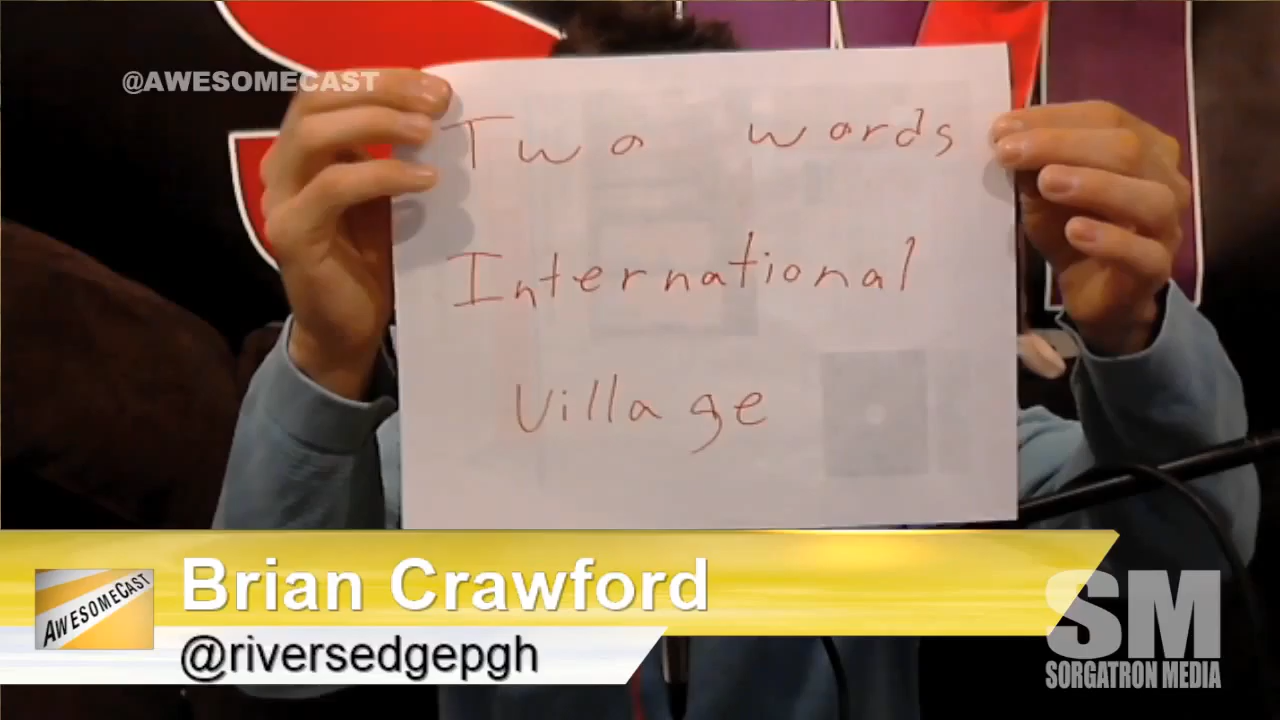 @AWESOMECAST
Two words
International
Village
Brian Crawford
AWESOMECAST
@riversedgepgh
SM
SORGATRON MEDIA